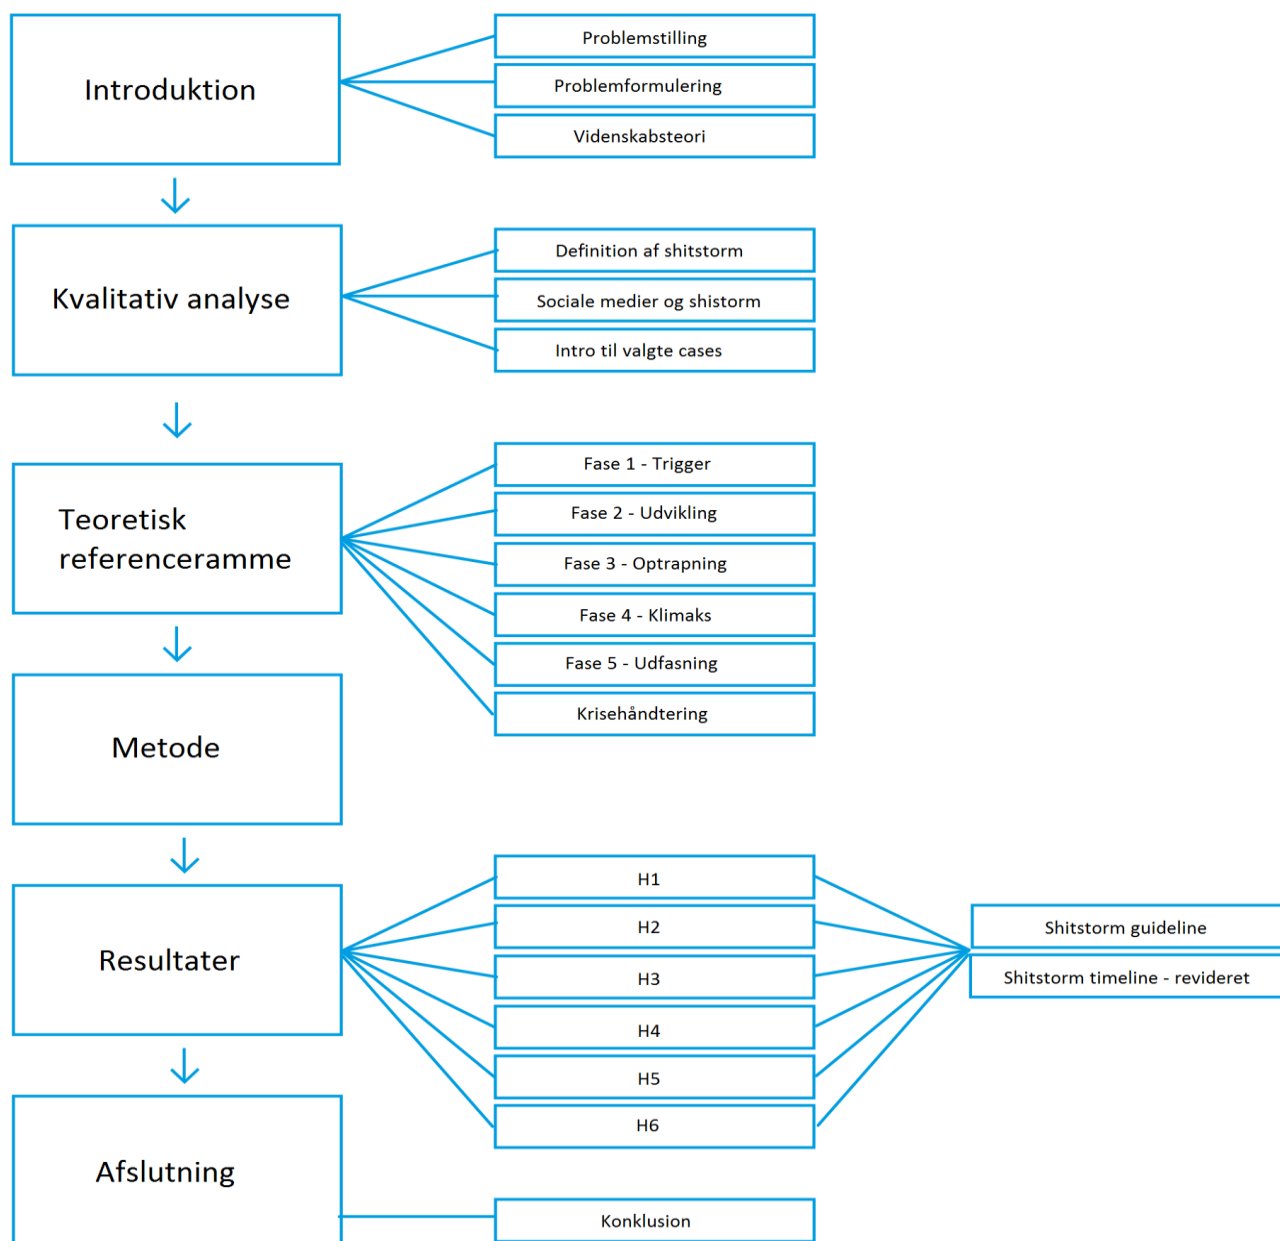 Introduktion
Problemstilling
Problemformulering
Videnskabsteori
Kvalitativ analyse
Definition af shitstorm
Sociale medier og shistorm
Intro til valgte cases
Teoretisk
referenceramme
Fase 1 - Trigger
Fase 2 - Udvikling
Fase 3 - Optrapning
Fase 4 - Klimaks
Fase 5 - Udfasning
Krisehåndtering
Metode
Resultater
H1
H2
H3
H4
H5
H6
Shitstorm guideline
Shitstorm timeline - revideret
Afslutning
Konklusion